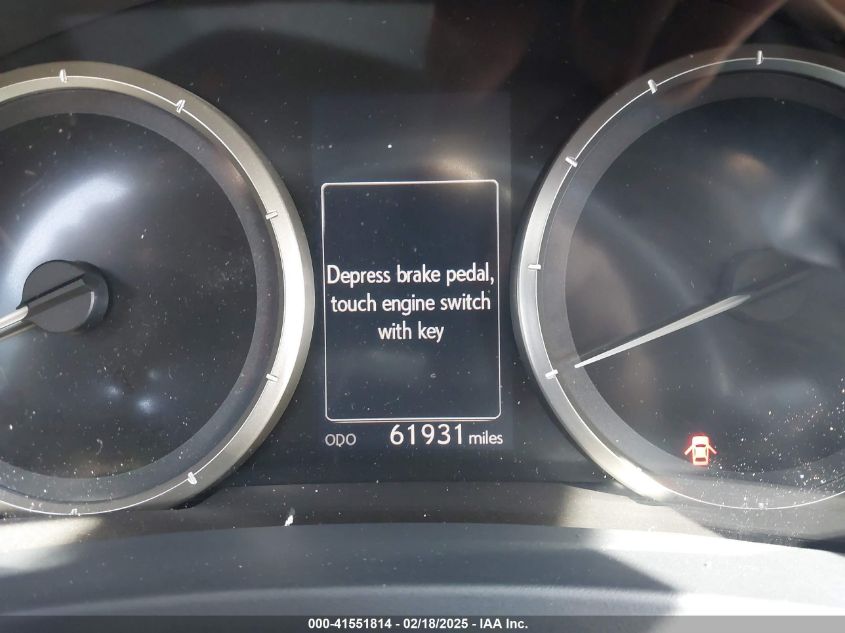 Depress brake pedal,
touch engine switch
with key
ODO 61931 miles
000-41551814 / 02/18/2025 - IAA Inc.